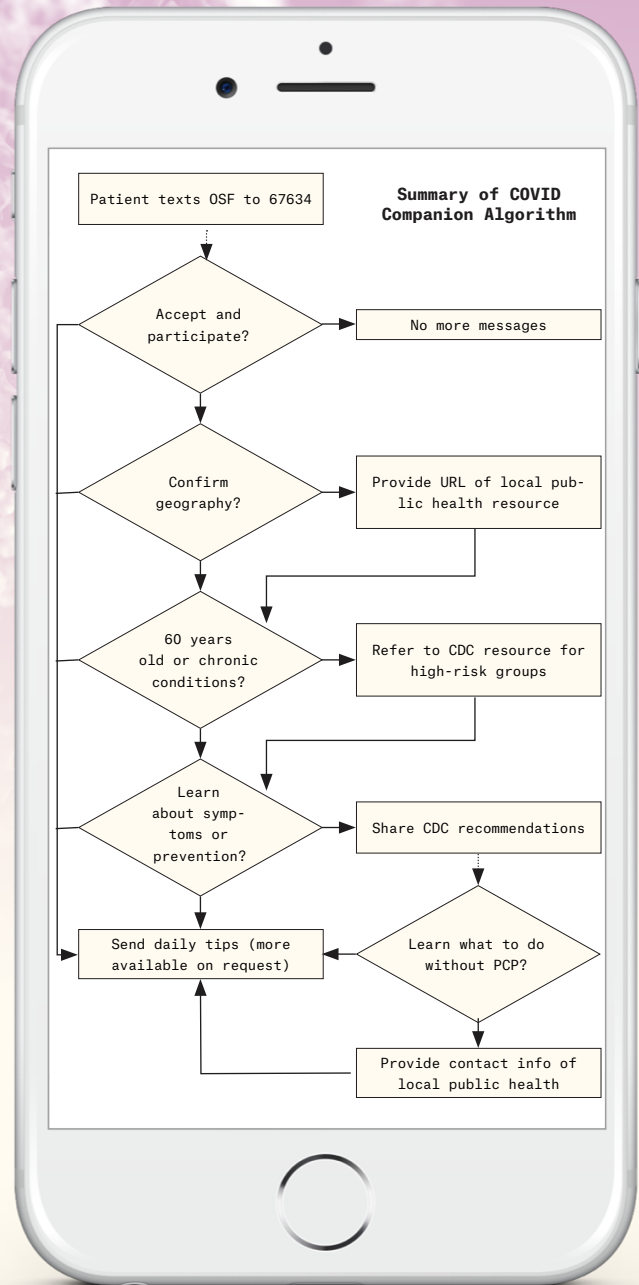 Summary of COVID
Companion Algorithm
Patient texts OSF to 67634
Accept and
participate?
No more messages
Confirm
geography?
Provide URL of local pub-
lic health resource
60 years
old or chronic
conditions?
Refer to CDC resource for
high-risk groups
Learn
about symp-
toms or
prevention?
Share CDC recommendations
Send daily tips (more
available on request)
Learn what to do
without PCP?
Provide contact info of
local public health